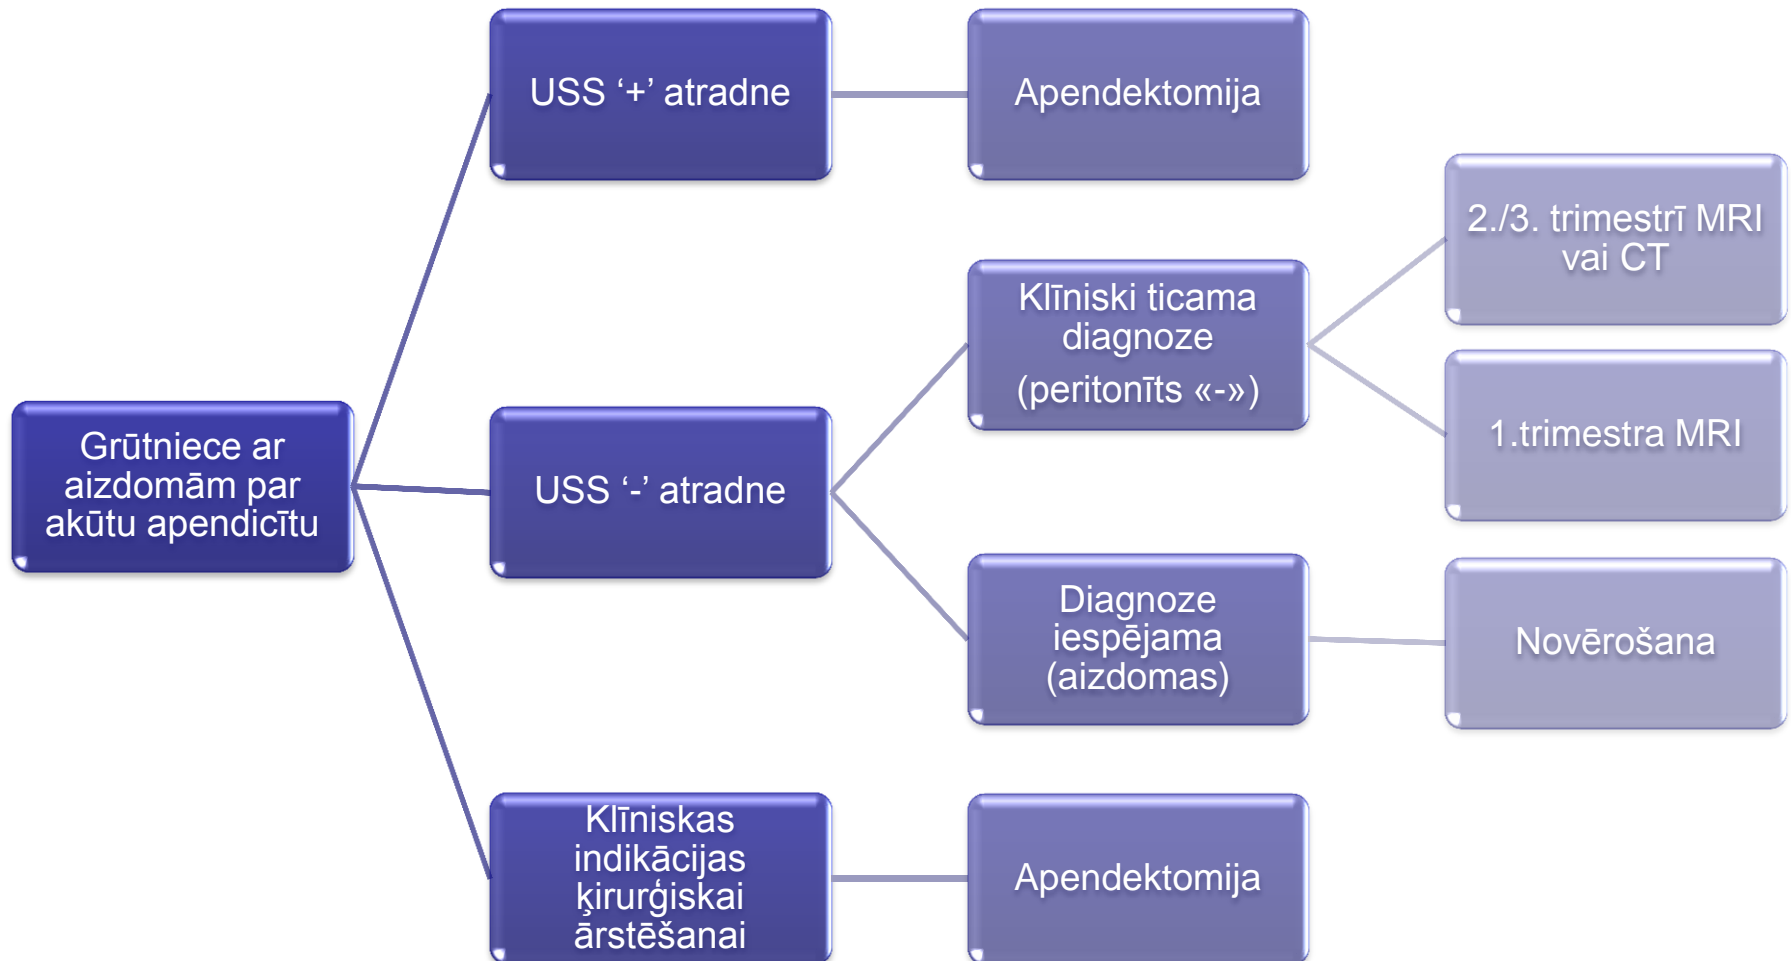 USS ‘+’ atradne
Apendektomija
2./3. trimestrī MRI
vai CT
Klīniski ticama
diagnoze
(peritonīts «-»)
1.trimestra MRI
Grūtniece ar
aizdomām par
akūtu apendicītu
USS ‘-’ atradne
Diagnoze
iespējama
(aizdomas)
Novērošana
Klīniskas
indikācijas
ķirurģiskai
ārstēšanai
Apendektomija